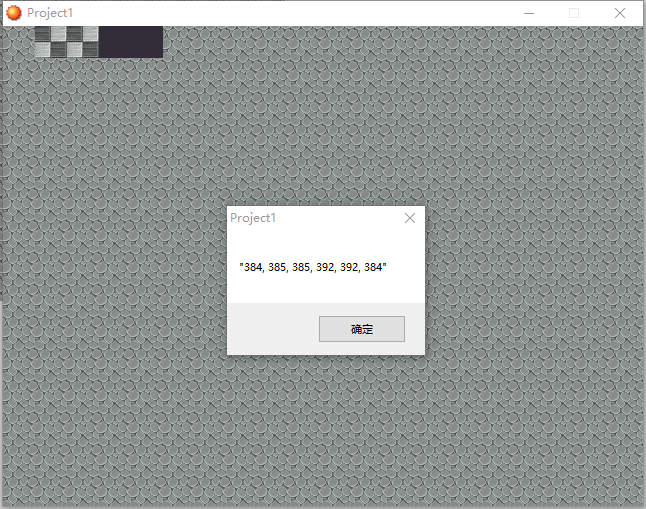 Project1
Project1
"384, 385, 385, 392, 392, 384"
确定